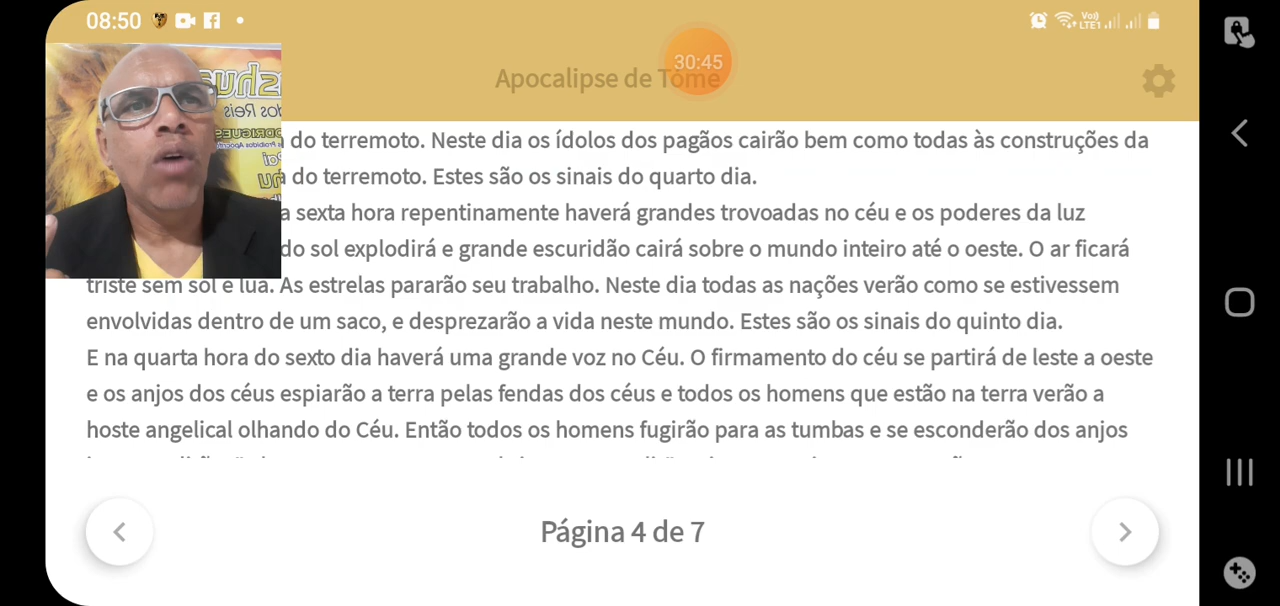 08:50
Vo))
LTE1
30:45
Apocalipse de Tomé
do terremoto. Neste dia os ídolos dos pagãos cairão bem como todas às construções da
do terremoto. Estes são os sinais do quarto dia.
a sexta hora repentinamente haverá grandes trovoadas no céu e os poderes da luz
do sol explodirá e grande escuridão cairá sobre o mundo inteiro até o oeste. O ar ficará
triste sem sol e lua. As estrelas pararão seu trabalho. Neste dia todas as nações verão como se estivessem
envolvidas dentro de um saco, e desprezarão a vida neste mundo. Estes são os sinais do quinto dia.
E na quarta hora do sexto dia haverá uma grande voz no Céu. O firmamento do céu se partirá de leste a oeste
e os anjos dos céus espiarão a terra pelas fendas dos céus e todos os homens que estão na terra verão a
hoste angelical olhando do Céu. Então todos os homens fugirão para as tumbas e se esconderão dos anjos
Página 4 de 7